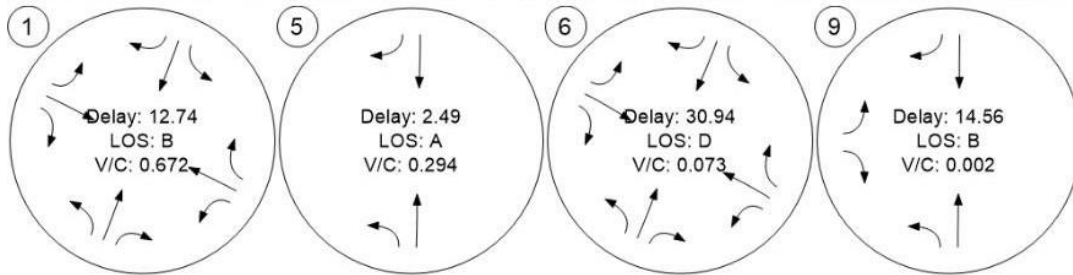 1
Delay: 12.74
LOS: B
V/C: 0.672
5
Delay: 2.49
LOS: A
V/C: 0.294
6
Delay: 30.94
LOS: D
V/C: 0.073
9
Delay: 14.56
LOS: B
V/C: 0.002